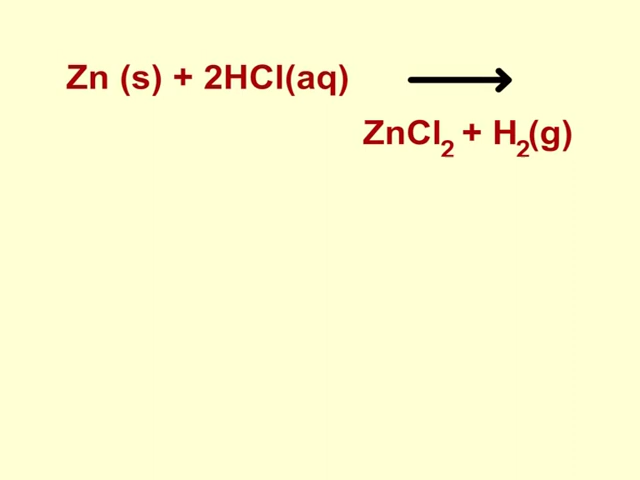 Zn (s) + 2HCl(aq) ⟶
ZnCl₂ + H₂(g)